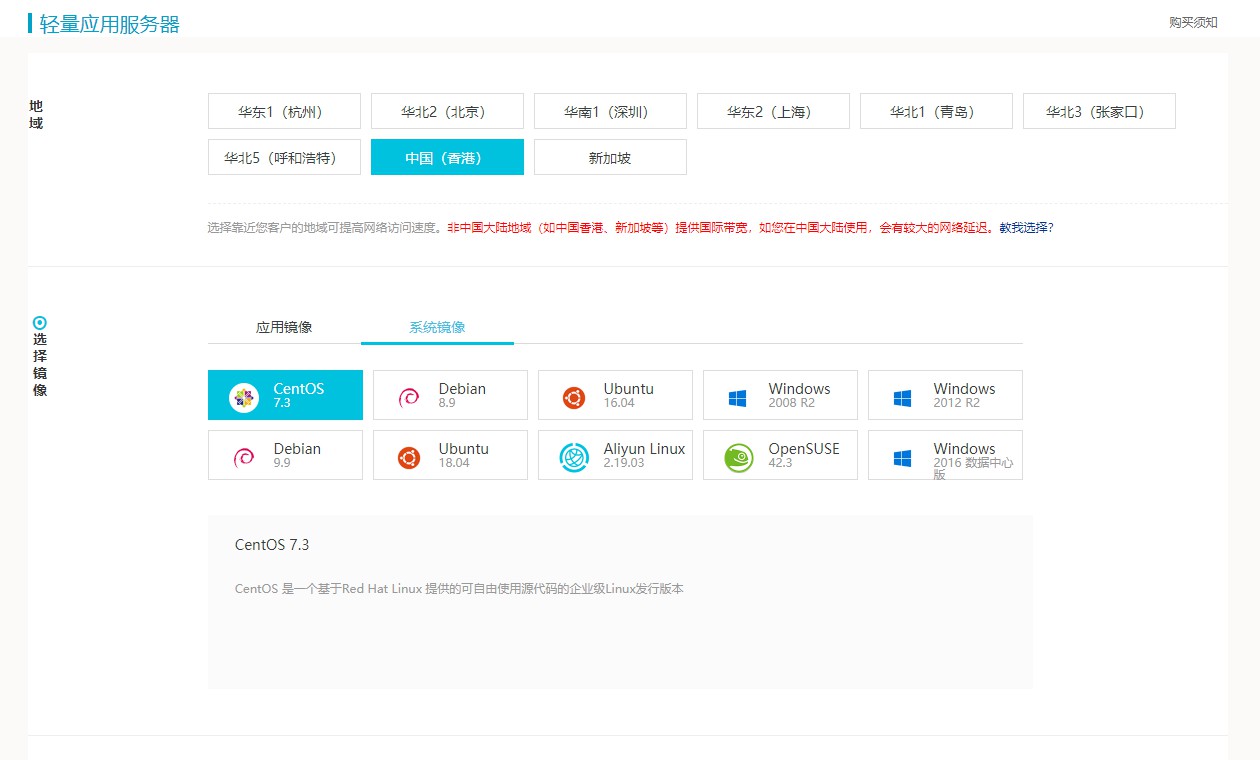 轻量应用服务器
购买须知
地域
华东1（杭州）
华北2（北京）
华南1（深圳）
华东2（上海）
华北1（青岛）
华北3（张家口）
华北5（呼和浩特）
中国（香港）
新加坡
选择靠近您客户的地域可提高网络访问速度。非中国大陆地域（如中国香港、新加坡等）提供国际带宽，如您在中国大陆使用，会有较大的网络延迟。教我选择?
选择镜像
应用镜像
系统镜像
CentOS
7.3
Debian
8.9
Ubuntu
16.04
Windows
2008 R2
Windows
2012 R2
Debian
9.9
Ubuntu
18.04
Aliyun Linux
2.19.03
OpenSUSE
42.3
Windows
2016 数据中心
版
CentOS 7.3
CentOS 是一个基于Red Hat Linux 提供的可自由使用源代码的企业级Linux发行版本